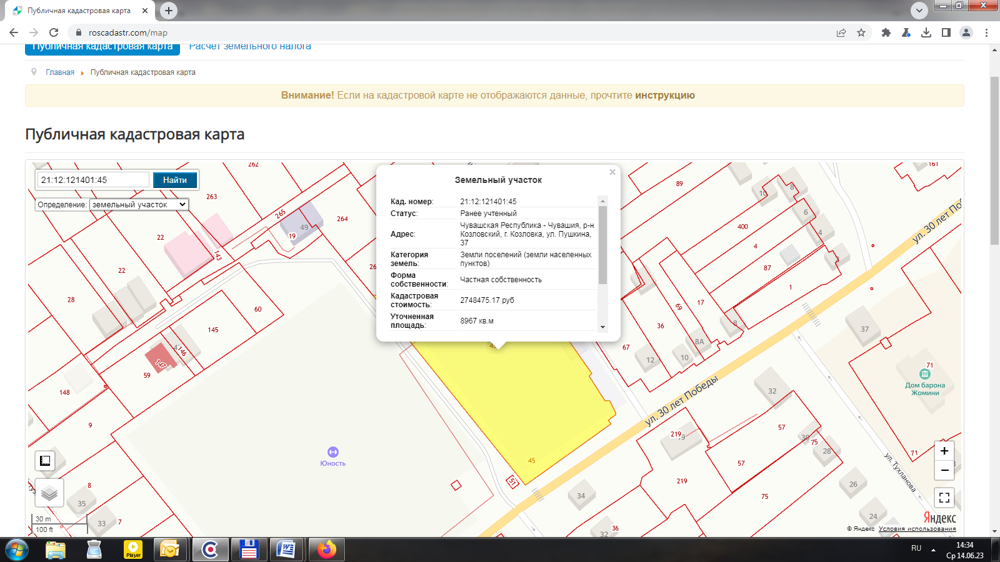 Публичная кадастровая карта
roscadastr.com/map
Публичная кадастровая карта
Расчет земельного налога
Главная
Публичная кадастровая карта
Внимание! Если на кадастровой карте не отображаются данные, прочтите инструкцию
Публичная кадастровая карта
21:12:121401:45
Найти
Определение:
земельный участок
Земельный участок
Кад. номер:
21:12:121401:45
Статус:
Ранее учтенный
Адрес:
Чувашская Республика - Чувашия, р-н
Козловский, г. Козловка, ул. Пушкина,
37
Категория
земель:
Земли поселений (земли населенных
пунктов)
Форма
собственности:
Частная собственность
Кадастровая
стоимость:
2748475.17 руб
Уточненная
площадь:
8967 кв.м
262
263
265
264
49
19
22
143
22
28
60
145
146
147
59
148
9
8
35
33
7
Юность
45
51
34
32
36
89
10
8
161
6
400
4
4
3
87
1
17
69
36
8
8А
67
12
10
37
71
Дом барона
Жомини
ул. 30 лет Победы
ул. 30 лет Поб
32
219
19
57
30
75
28
57
219
75
26
24
71
ул. Тухланова
30 m
100 ft
Яндекс
© Яндекс Условия использования
Player
RU
14:34
Ср 14.06.23